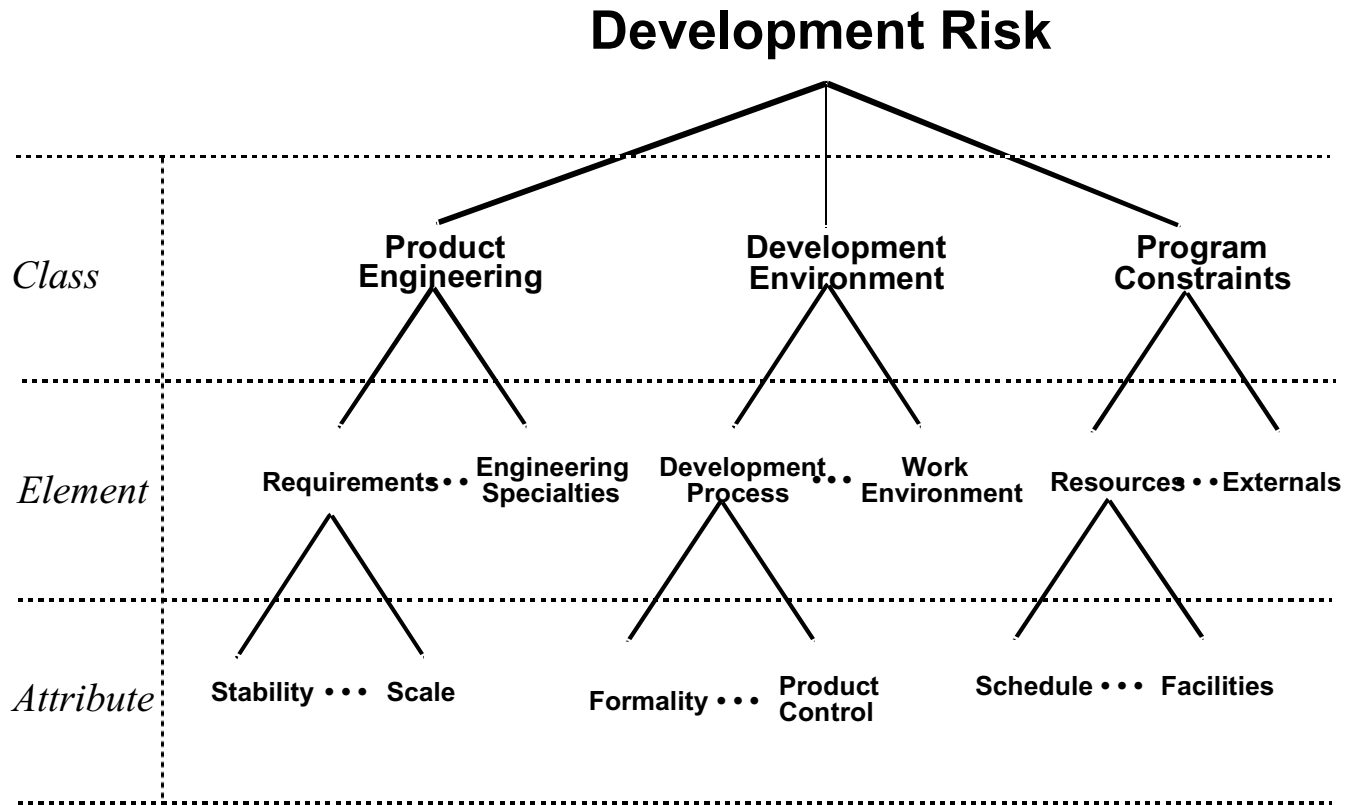 Development Risk
Class
Product
Engineering
Development
Environment
Program
Constraints
Element
Requirements •••
Engineering
Specialties
Development
Process
•••
Work
Environment
Resources ••• Externals
Attribute
Stability ••• Scale
Formality •••
Product
Control
Schedule ••• Facilities